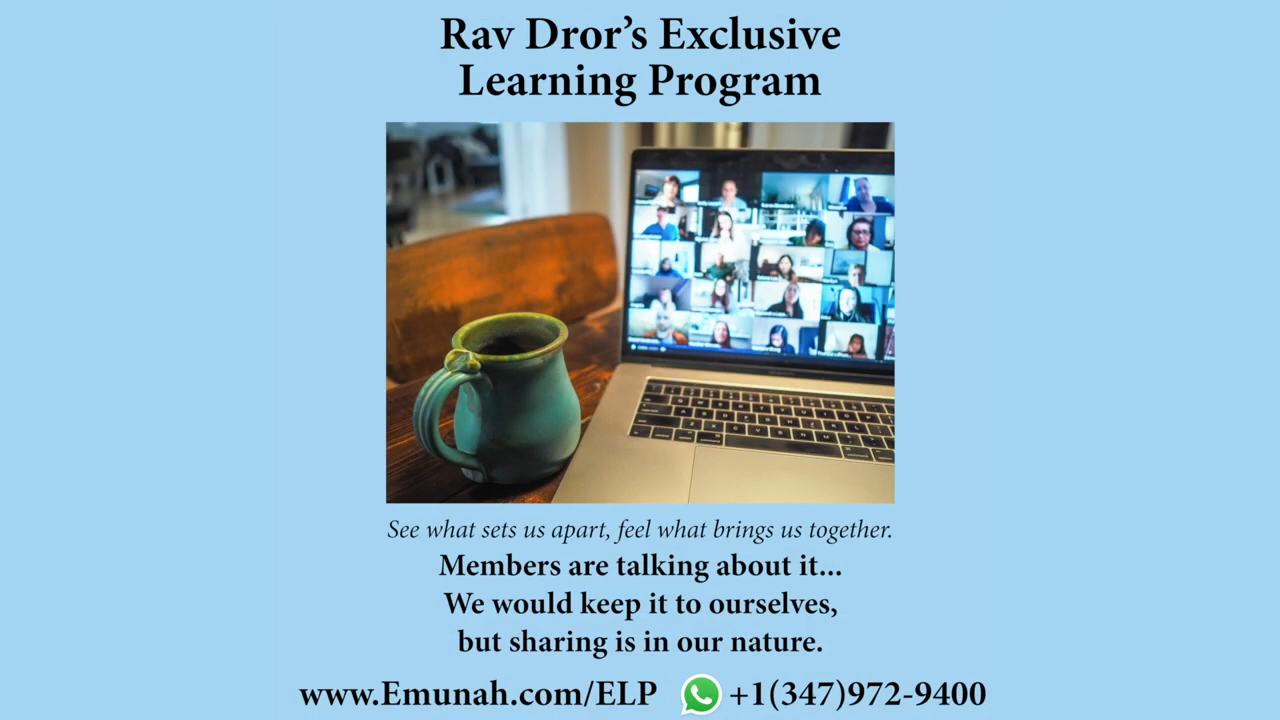 Rav Dror’s Exclusive
Learning Program
See what sets us apart, feel what brings us together.
Members are talking about it...
We would keep it to ourselves,
but sharing is in our nature.
www.Emunah.com/ELP +1(347)972-9400